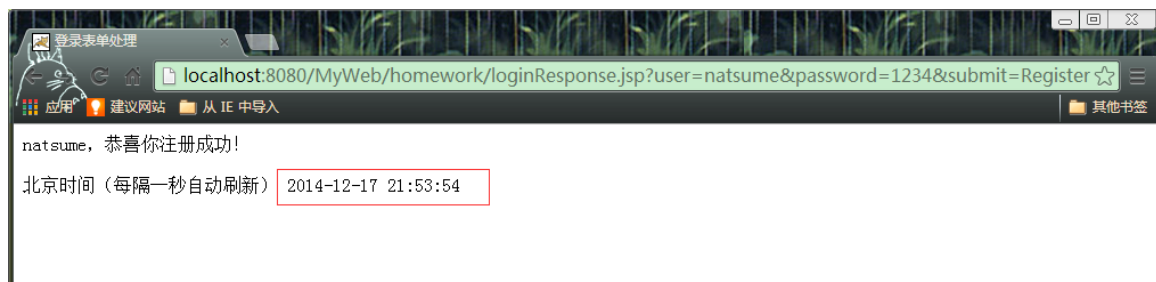 登录表单处理
localhost:8080/MyWeb/homework/loginResponse.jsp?user=natsume&password=1234&submit=Register
应用 建议网站 从 IE 中导入 其他书签
natsume，恭喜你注册成功!
北京时间（每隔一秒自动刷新） 2014-12-17 21:53:54